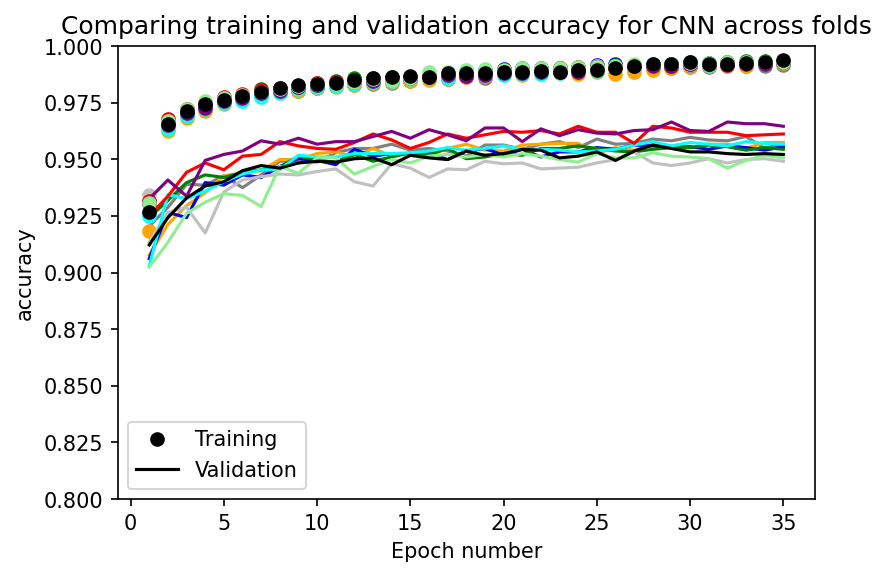 Comparing training and validation accuracy for CNN across folds
1.000
0.975
0.950
0.925
0.900
0.875
0.850
0.825
0.800
accuracy
Training
Validation
0 5 10 15 20 25 30 35
Epoch number